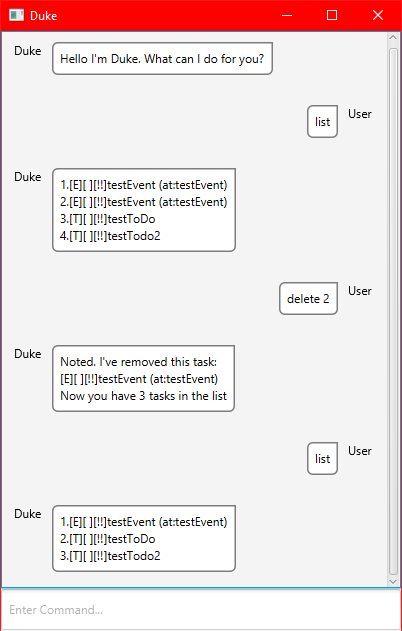 Duke
Duke
Hello I'm Duke. What can I do for you?
User
list
Duke
1.[E][ ][!!]testEvent (at:testEvent)
2.[E][ ][!!]testEvent (at:testEvent)
3.[T][ ][!!]testToDo
4.[T][ ][!!]testTodo2
User
delete 2
Duke
Noted. I've removed this task:
[E][ ][!!]testEvent (at:testEvent)
Now you have 3 tasks in the list
User
list
Duke
1.[E][ ][!!]testEvent (at:testEvent)
2.[T][ ][!!]testToDo
3.[T][ ][!!]testTodo2
Enter Command...